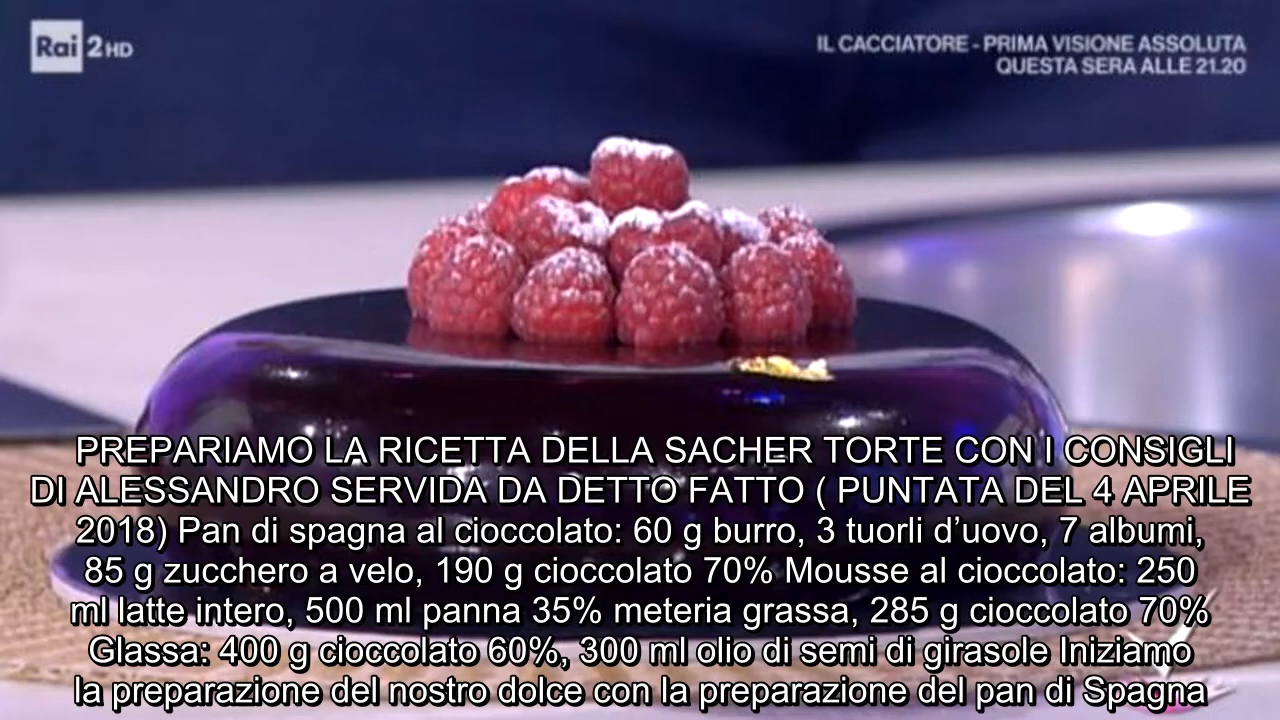 Rai 2 HD
IL CACCIATORE - PRIMA VISIONE ASSOLUTA
QUESTA SERA ALLE 21.20
PREPARIAMO LA RICETTA DELLA SACHER TORTE CON I CONSIGLI
DI ALESSANDRO SERVIDA DA DETTO FATTO ( PUNTATA DEL 4 APRILE
2018) Pan di spagna al cioccolato: 60 g burro, 3 tuorli d’uovo, 7 albumi,
85 g zucchero a velo, 190 g cioccolato 70% Mousse al cioccolato: 250
ml latte intero, 500 ml panna 35% meteria grassa, 285 g cioccolato 70%
Glassa: 400 g cioccolato 60%, 300 ml olio di semi di girasole Iniziamo
la preparazione del nostro dolce con la preparazione del pan di Spagna